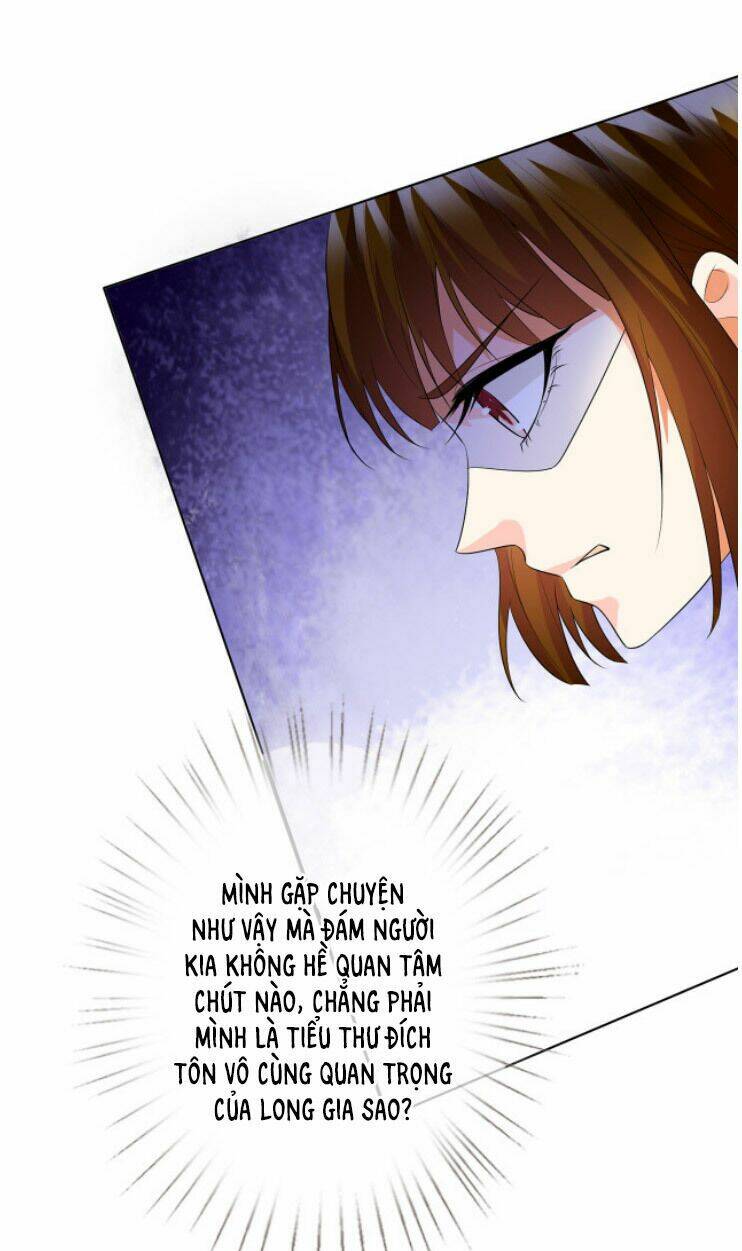 MÌNH GẶP CHUYỆN
NHƯ VẬY MÀ ĐÁM NGƯỜI
KIA KHÔNG HỀ QUAN TÂM
CHÚT NÀO, CHẲNG PHẢI
MÌNH LÀ TIỂU THƯ ĐÍCH
TÔN VÔ CÙNG QUAN TRỌNG
CỦA LONG GIA SAO?